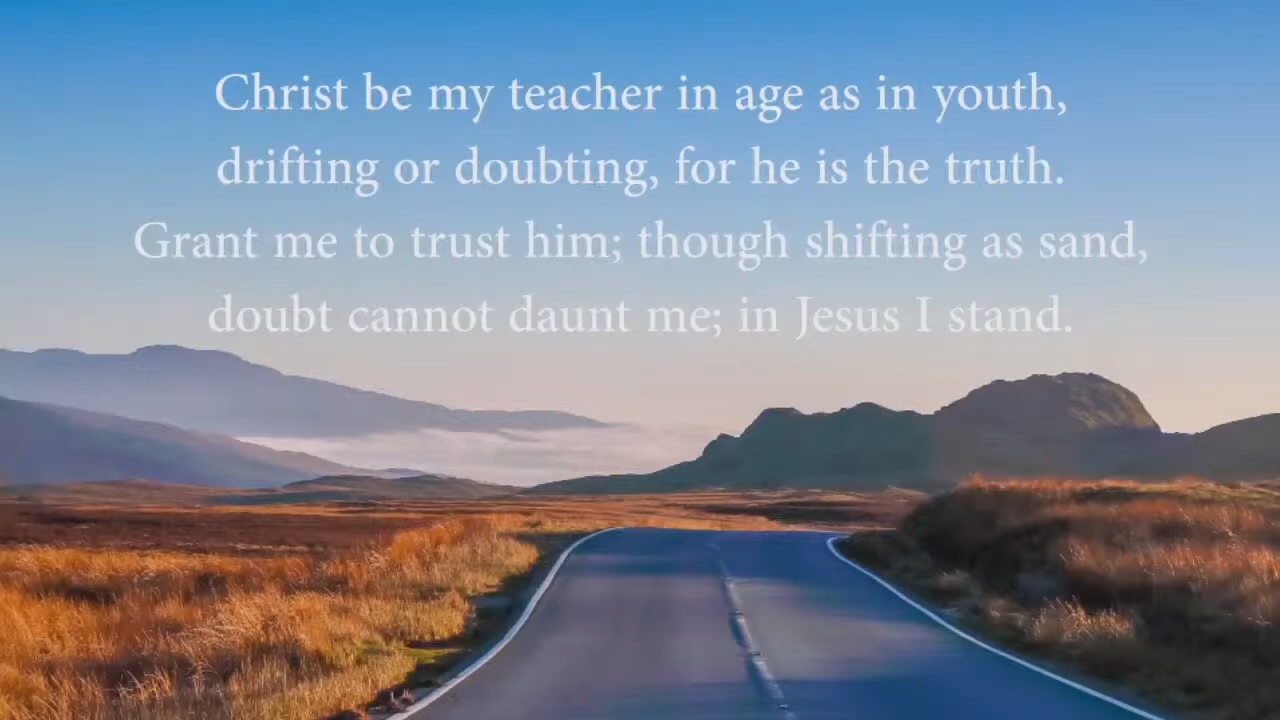 Christ be my teacher in age as in youth,
drifting or doubting, for he is the truth.
Grant me to trust him; though shifting as sand,
doubt cannot daunt me; in Jesus I stand.